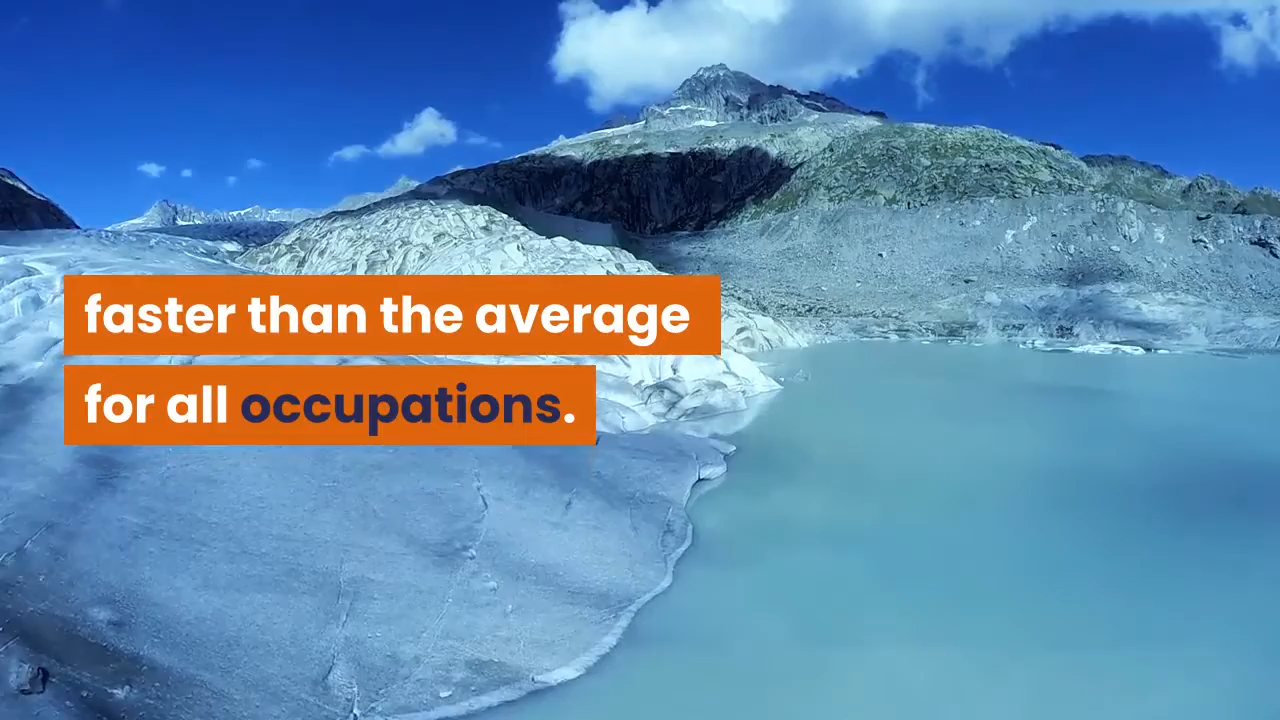 faster than the average
for all occupations.